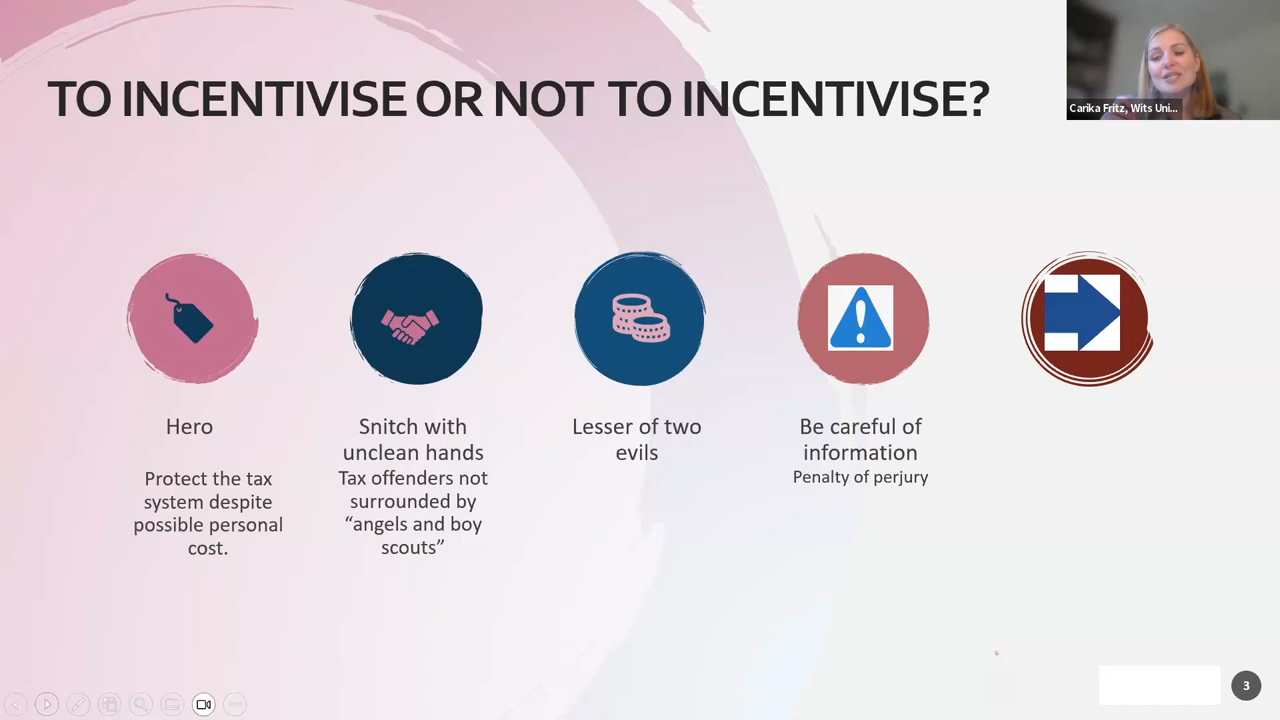 TO INCENTIVISE OR NOT TO INCENTIVISE?
Carika Fritz, Wits Uni...
Hero
Protect the tax
system despite
possible personal
cost.
Snitch with
unclean hands
Tax offenders not
surrounded by
“angels and boy
scouts”
Lesser of two
evils
Be careful of
information
Penalty of perjury
3